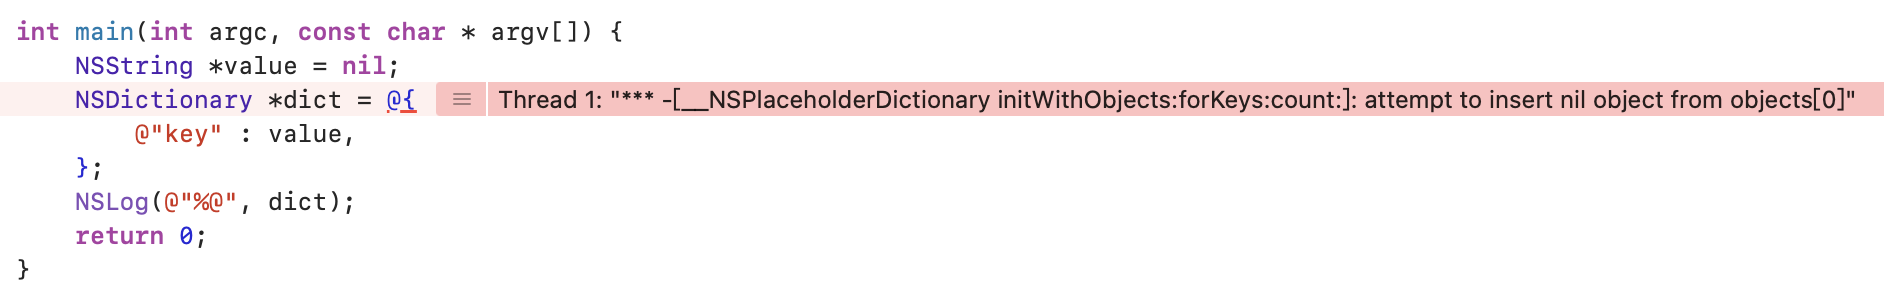 int main(int argc, const char * argv[]) {
    NSString *value = nil;
    NSDictionary *dict = @{ Thread 1: "*** -[__NSPlaceholderDictionary initWithObjects:forKeys:count:]: attempt to insert nil object from objects[0]"
        @"key" : value,
    };
    NSLog(@"%@", dict);
    return 0;
}